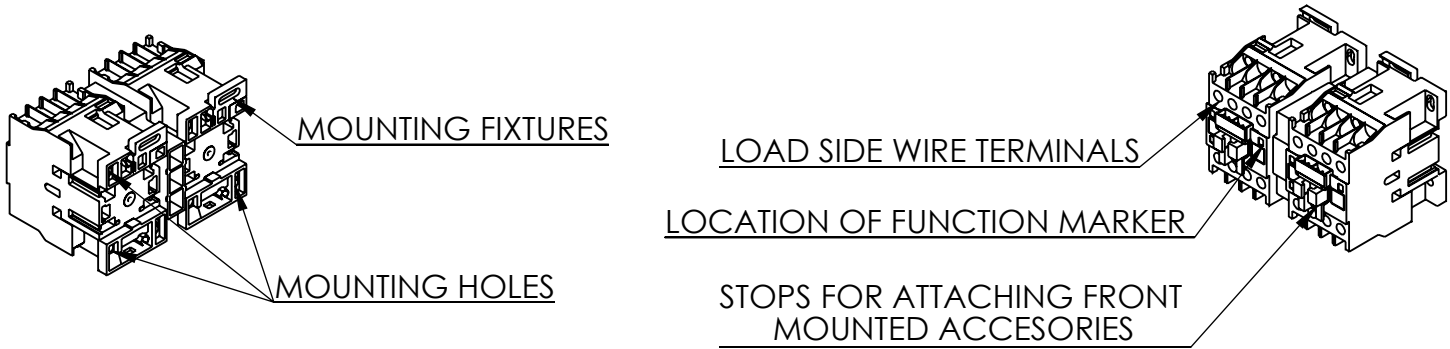 MOUNTING FIXTURES
MOUNTING HOLES
LOAD SIDE WIRE TERMINALS
LOCATION OF FUNCTION MARKER
STOPS FOR ATTACHING FRONT
MOUNTED ACCESORIES